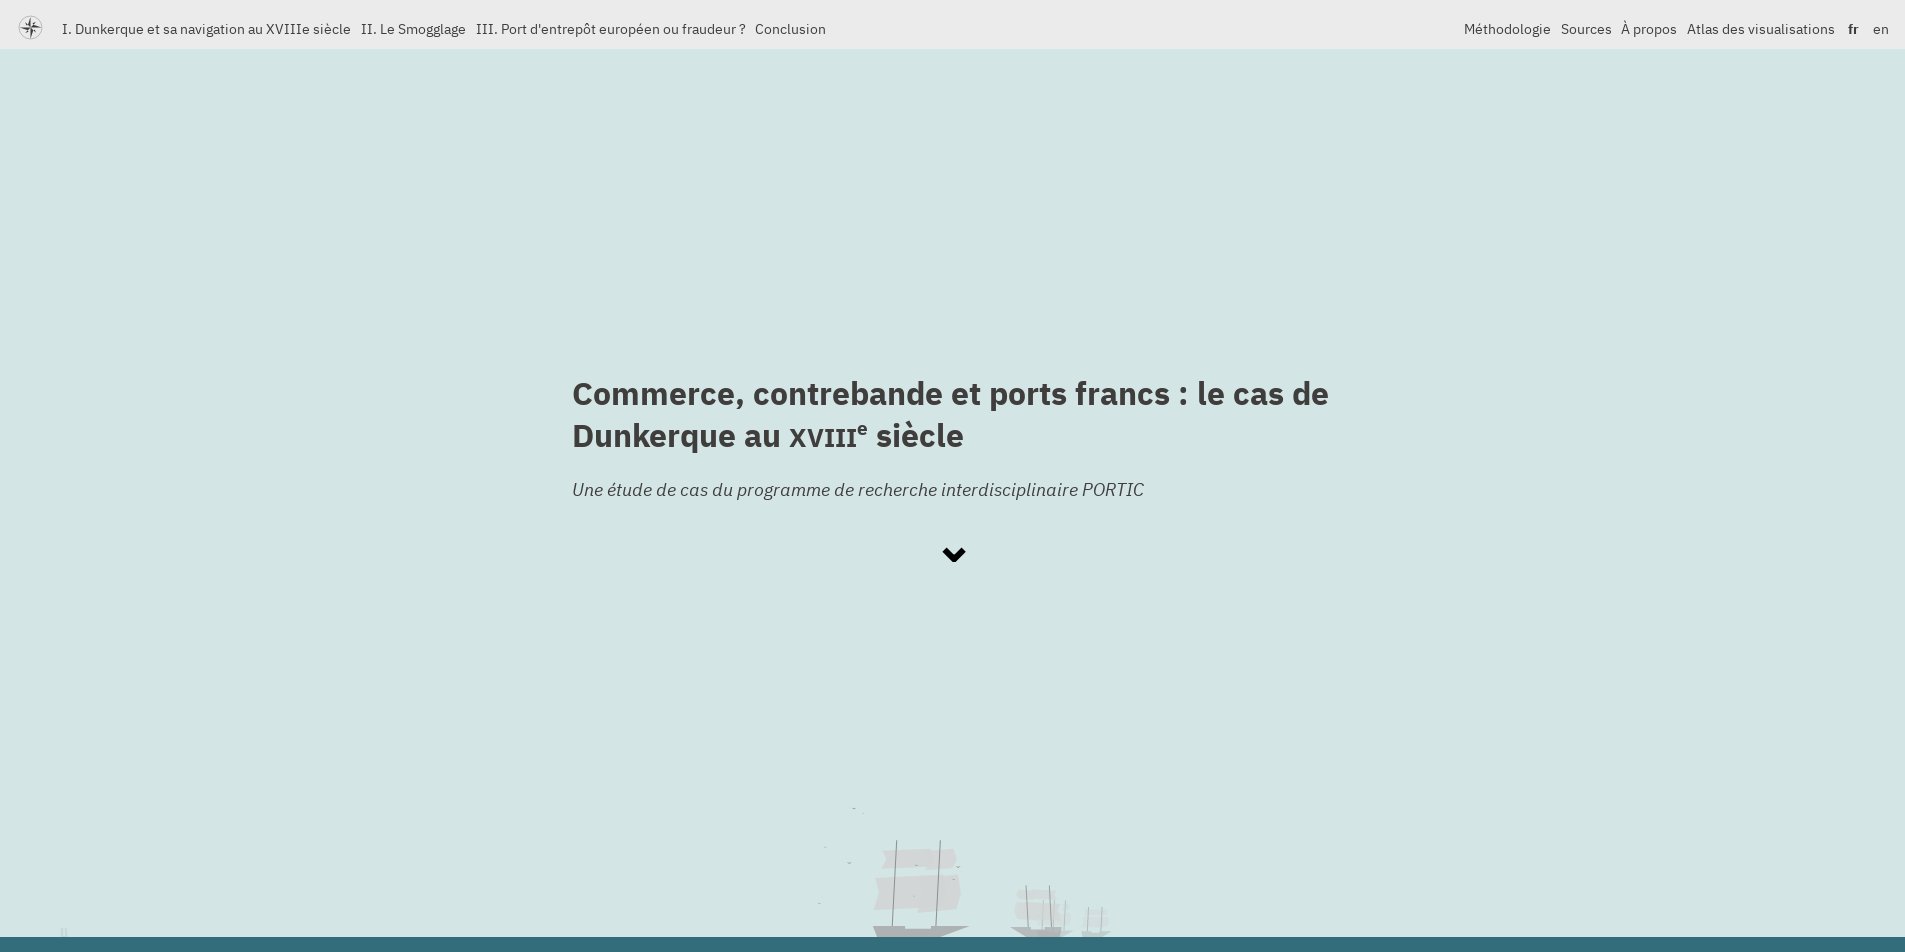 I. Dunkerque et sa navigation au XVIIIe siècle II. Le Smogglage III. Port d'entrepôt européen ou fraudeur ? Conclusion Méthodologie Sources À propos Atlas des visualisations fr en
Commerce, contrebande et ports francs : le cas de
Dunkerque au XVIIIe siècle
Une étude de cas du programme de recherche interdisciplinaire PORTIC